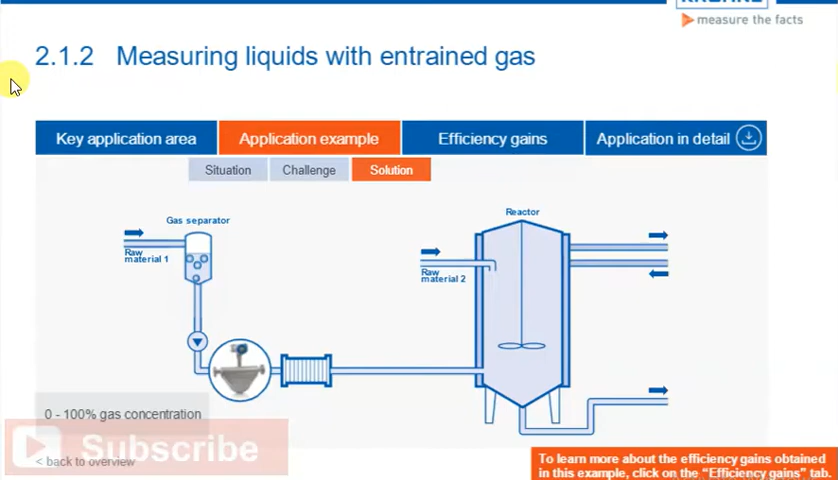 KROHNE
measure the facts
2.1.2 Measuring liquids with entrained gas
Key application area
Application example
Efficiency gains
Application in detail
Situation
Challenge
Solution
Gas separator
Raw
material 1
Reactor
Raw
material 2
0 - 100% gas concentration
Subscribe
< back to overview
To learn more about the efficiency gains obtained
in this example, click on the "Efficiency gains" tab.